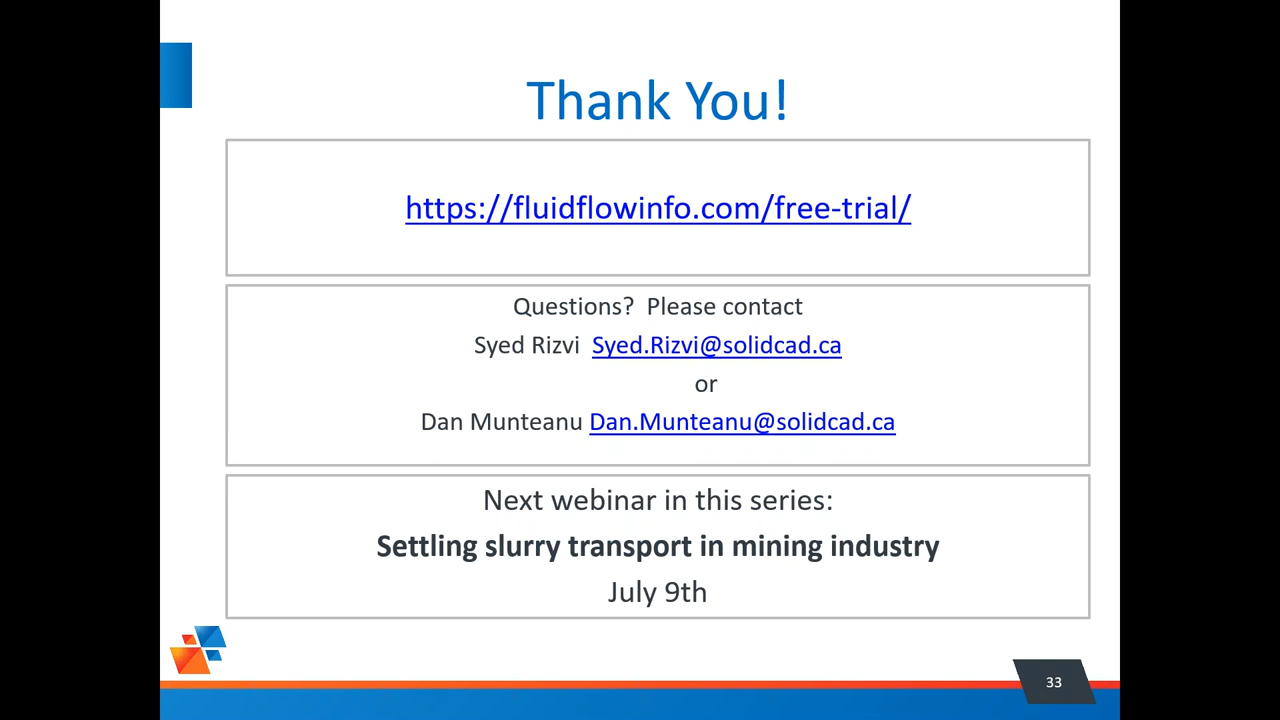 Thank You!
https://fluidflowinfo.com/free-trial/
Questions?  Please contact
Syed Rizvi  Syed.Rizvi@solidcad.ca
or
Dan Munteanu Dan.Munteanu@solidcad.ca
Next webinar in this series:
Settling slurry transport in mining industry
July 9th
33